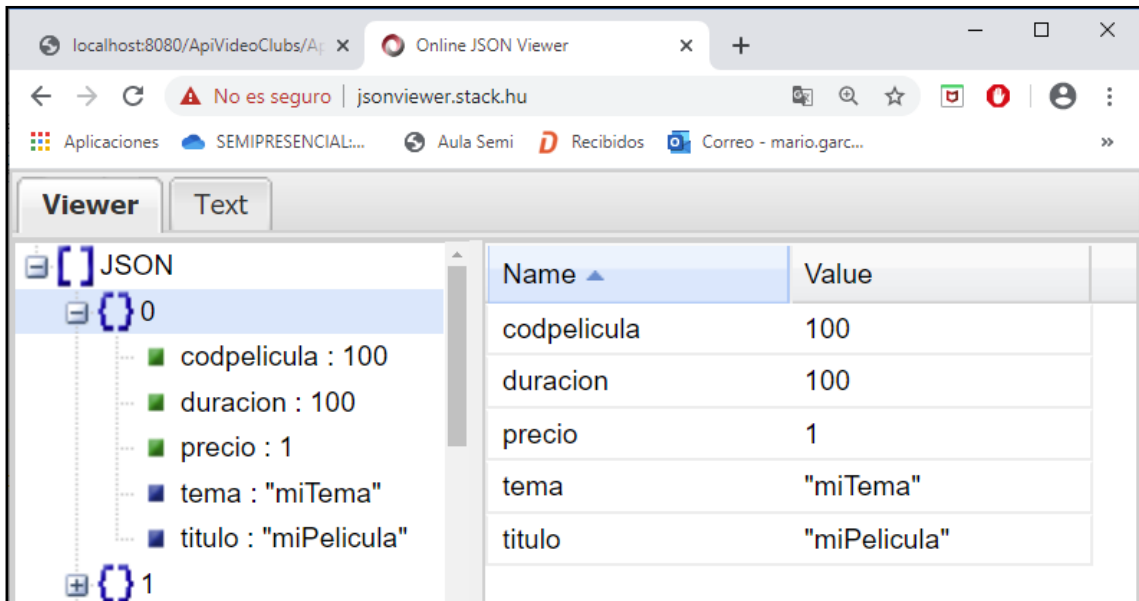 localhost:8080/ApiVideoClubs/Ap
Online JSON Viewer
No es seguro | jsonviewer.stack.hu
Aplicaciones SEMIPRESENCIAL:... Aula Semi Recibidos Correo - mario.garc... »
Viewer Text
[ ] JSON
{ } 0
codpelicula : 100
duracion : 100
precio : 1
tema : "miTema"
titulo : "miPelicula"
{ } 1
Name Value
codpelicula 100
duracion 100
precio 1
tema "miTema"
titulo "miPelicula"